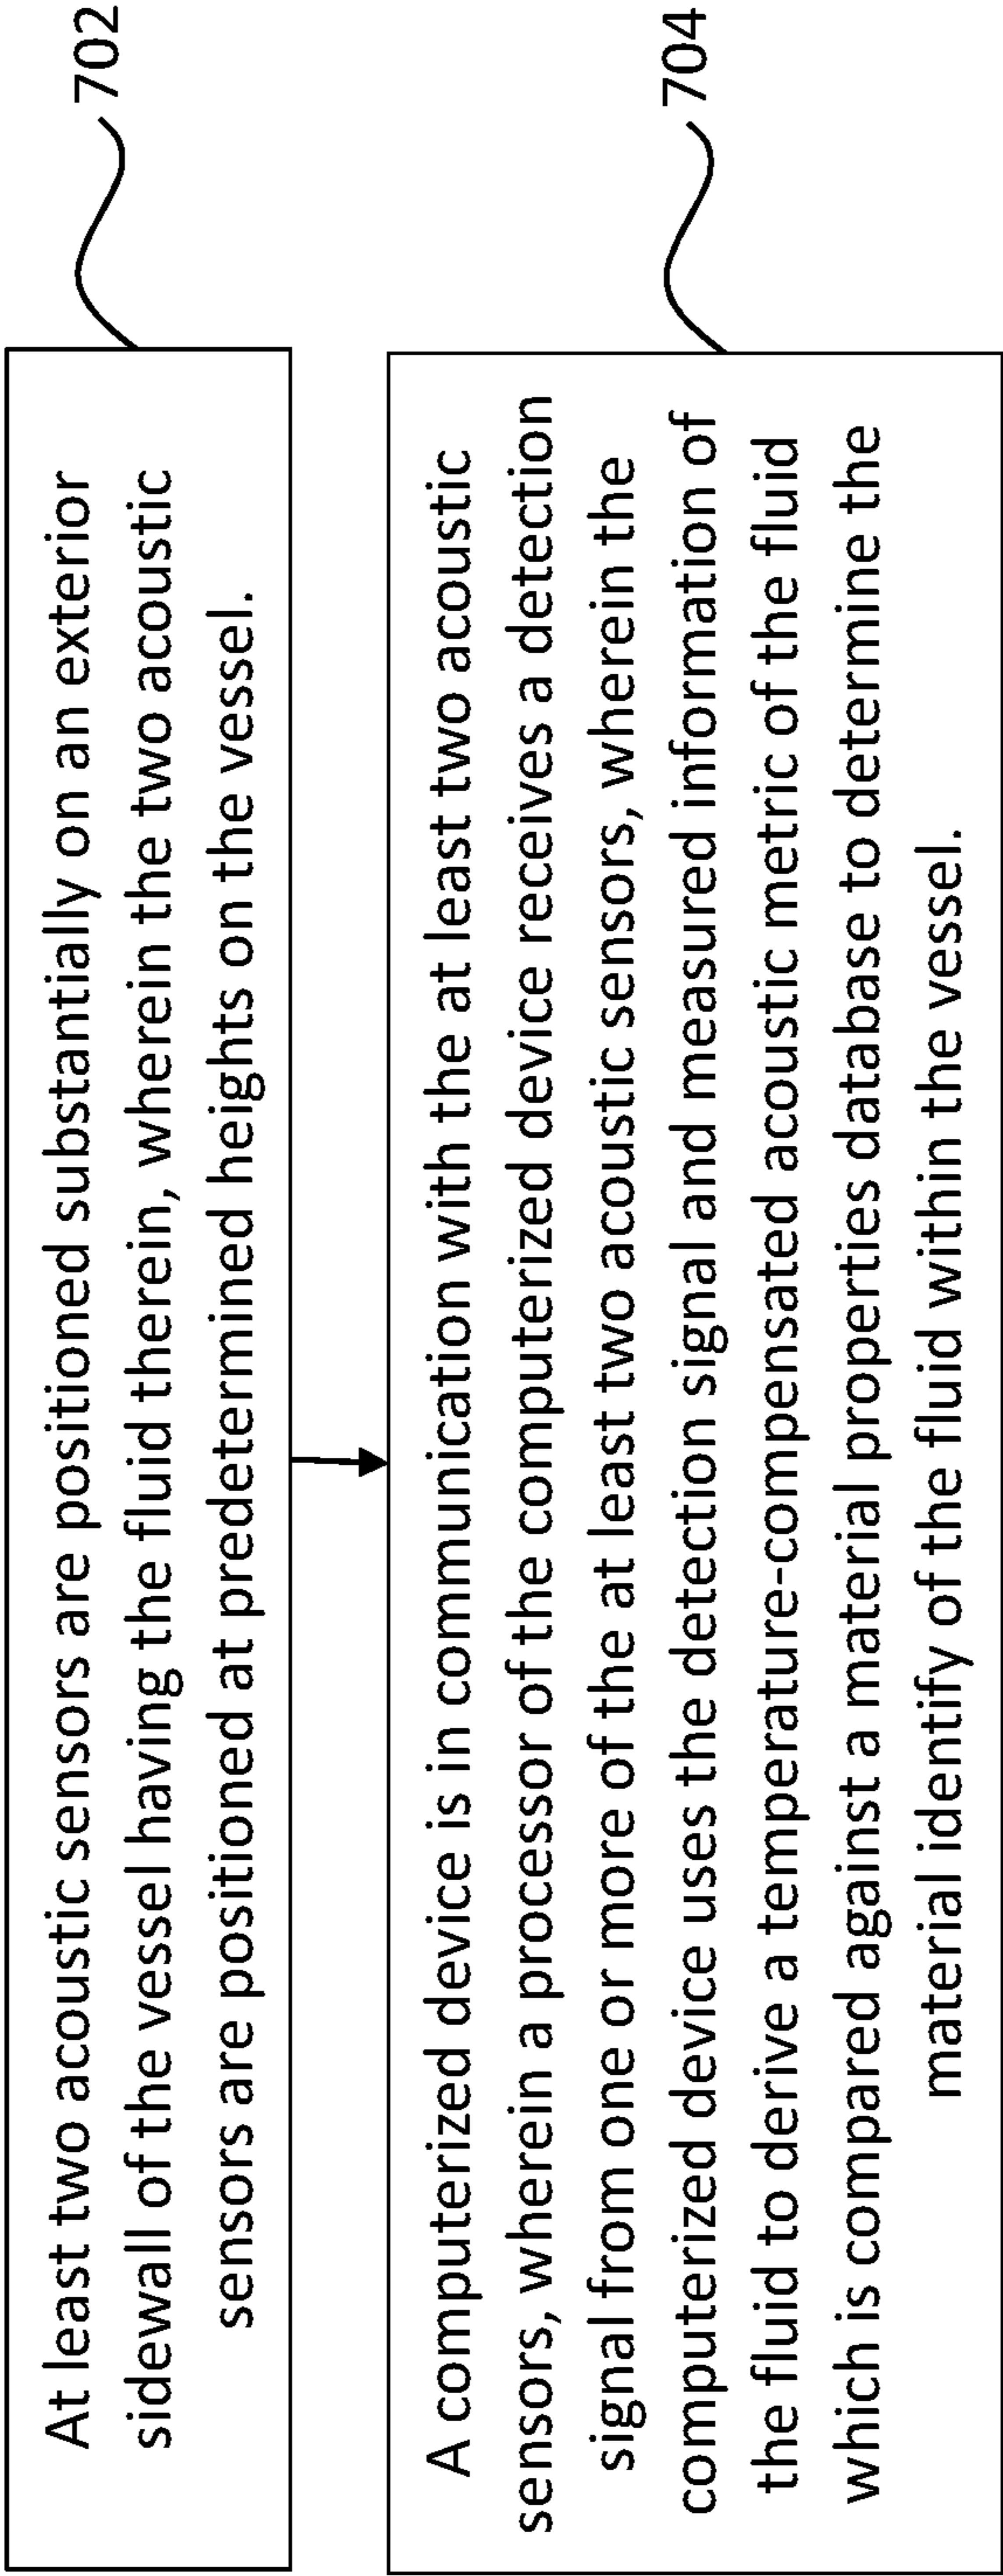 At least two acoustic sensors are positioned substantially on an exterior
sidewall of the vessel having the fluid therein, wherein the two acoustic
sensors are positioned at predetermined heights on the vessel.
702
A computerized device is in communication with the at least two acoustic
sensors, wherein a processor of the computerized device receives a detection
signal from one or more of the at least two acoustic sensors, wherein the
computerized device uses the detection signal and measured information of
the fluid to derive a temperature-compensated acoustic metric of the fluid
which is compared against a material properties database to determine the
material identify of the fluid within the vessel.
704